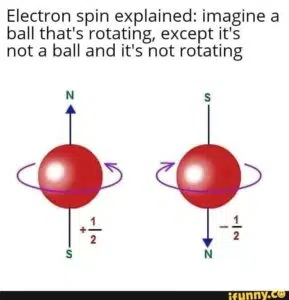 Electron spin explained: imagine a
ball that's rotating, except it's
not a ball and it's not rotating
N
S
+1/2
-1/2
S
N
ifunny.co